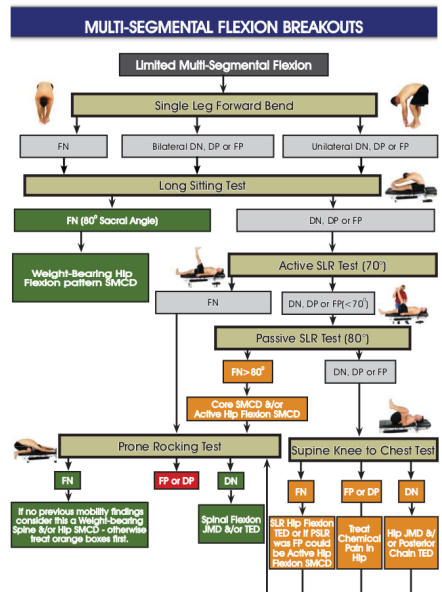 MULTI-SEGMENTAL FLEXION BREAKOUTS
Limited Multi-Segmental Flexion
Single Leg Forward Bend
FN
Bilateral DN, DP or FP
Unilateral DN, DP or FP
Long Sitting Test
FN (80° Sacral Angle)
DN, DP or FP
Weight-Bearing Hip
Flexion pattern SMCD
Active SLR Test (70°)
FN
DN, DP or FP(<70°)
Passive SLR Test (80°)
FN>80°
DN, DP or FP
Core SMCD &/or
Active Hip Flexion SMCD
Prone Rocking Test
Supine Knee to Chest Test
FN
FP or DP
DN
FN
FP or DP
DN
If no previous mobility findings
consider this a Weight-bearing
Spine &/or Hip SMCD - otherwise
treat orange boxes first.
Spinal Flexion
JMD &/or TED
SLR Hip Flexion
TED or if PSLR
was FP could
be Active Hip
Flexion SMCD
Treat
Chemical
Pain in
Hip
Hip JMD &/
or Posterior
Chain TED